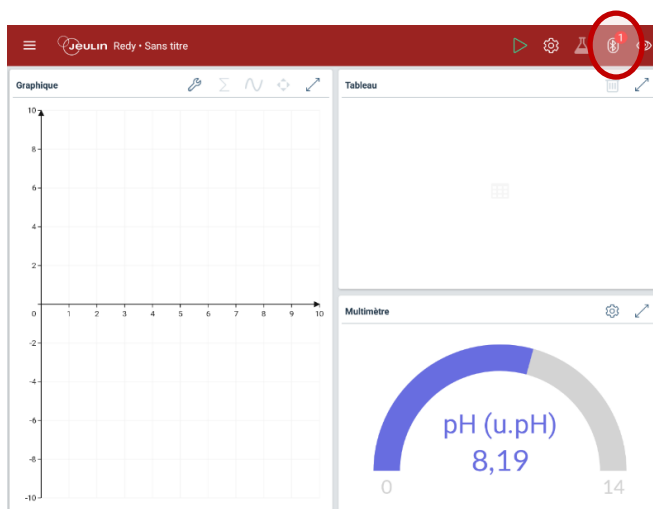 Jeulin Redy • Sans titre
1
Graphique
Tableau
10
8
6
4
2
0 1 2 3 4 5 6 7 8 9 10
-2
-4
-6
-8
-10
Multimètre
pH (u.pH)
8,19
0 14